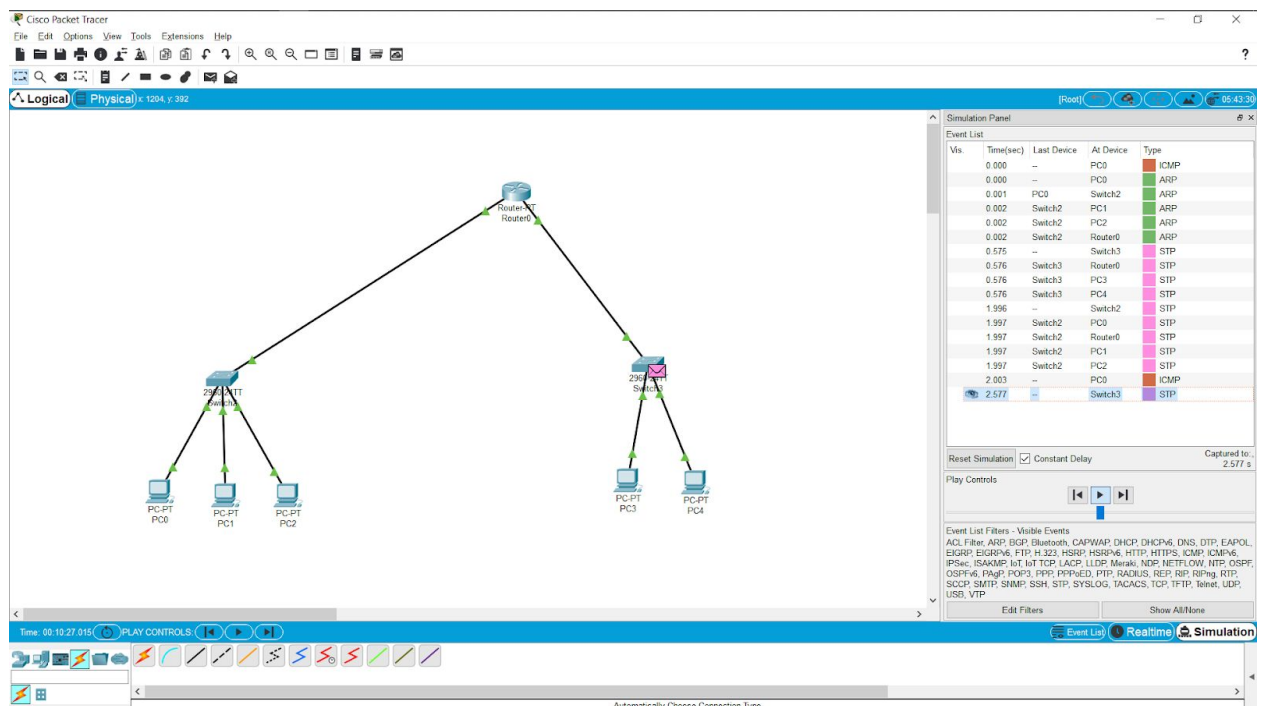 Cisco Packet Tracer
File Edit Options View Tools Extensions Help
?
Logical Physical x: 1204, y: 392
[Root] 05:43:30
Router-PT
Router0
2960-24TT
Switch2
2960-24TT
Switch3
PC-PT
PC0
PC-PT
PC1
PC-PT
PC2
PC-PT
PC3
PC-PT
PC4
Simulation Panel
Event List
Vis. Time(sec) Last Device At Device Type
0.000 -- PC0 ICMP
0.000 -- PC0 ARP
0.001 PC0 Switch2 ARP
0.002 Switch2 PC1 ARP
0.002 Switch2 PC2 ARP
0.002 Switch2 Router0 ARP
0.575 -- Switch3 STP
0.576 Switch3 Router0 STP
0.576 Switch3 PC3 STP
0.576 Switch3 PC4 STP
1.996 -- Switch2 STP
1.997 Switch2 PC0 STP
1.997 Switch2 Router0 STP
1.997 Switch2 PC1 STP
1.997 Switch2 PC2 STP
2.003 -- PC0 ICMP
2.577 -- Switch3 STP
Reset Simulation Constant Delay Captured to:
2.577 s
Play Controls
Event List Filters - Visible Events
ACL Filter, ARP, BGP, Bluetooth, CAPWAP, DHCP, DHCPv6, DNS, DTP, EAPOL,
EIGRP, EIGRPv6, FTP, H.323, HSRP, HSRPv6, HTTP, HTTPS, ICMP, ICMPv6,
IPSec, ISAKMP, IoT, IoT TCP, LACP, LLDP, Meraki, NDP, NETFLOW, NTP, OSPF,
OSPFv6, PAgP, POP3, PPP, PPPoED, PTP, RADIUS, REP, RIP, RIPng, RTP,
SCCP, SMTP, SNMP, SSH, STP, SYSLOG, TACACS, TCP, TFTP, Telnet, UDP,
USB, VTP
Edit Filters Show All/None
Time: 00:10:27.015 PLAY CONTROLS:
Event List Realtime Simulation
Automatically Choose Connection Type